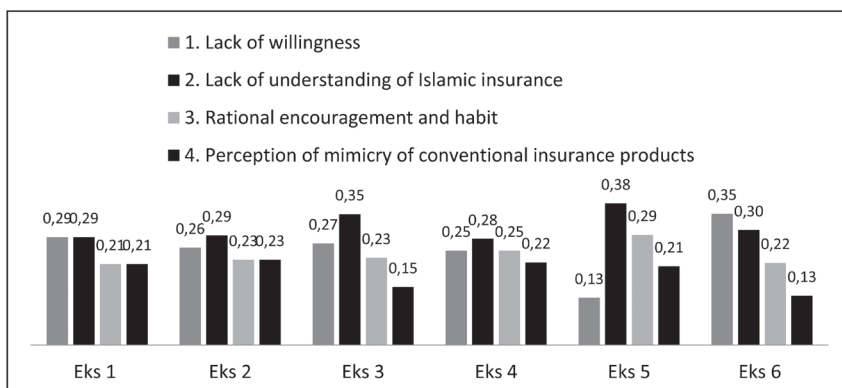 1. Lack of willingness
2. Lack of understanding of Islamic insurance
3. Rational encouragement and habit
4. Perception of mimicry of conventional insurance products
0,29 0,29 0,21 0,21
0,26 0,29 0,23 0,23
0,27 0,35 0,23 0,15
0,25 0,28 0,25 0,22
0,13 0,38 0,29 0,21
0,35 0,30 0,22 0,13
Eks 1 Eks 2 Eks 3 Eks 4 Eks 5 Eks 6